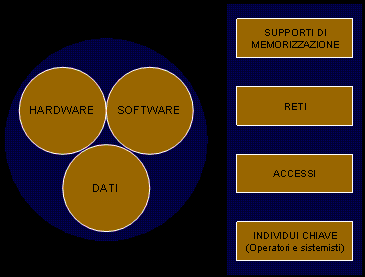 HARDWARE
SOFTWARE
DATI
SUPPORTI DI
MEMORIZZAZIONE
RETI
ACCESSI
INDIVIDUI CHIAVE
(Operatori e sistemisti)